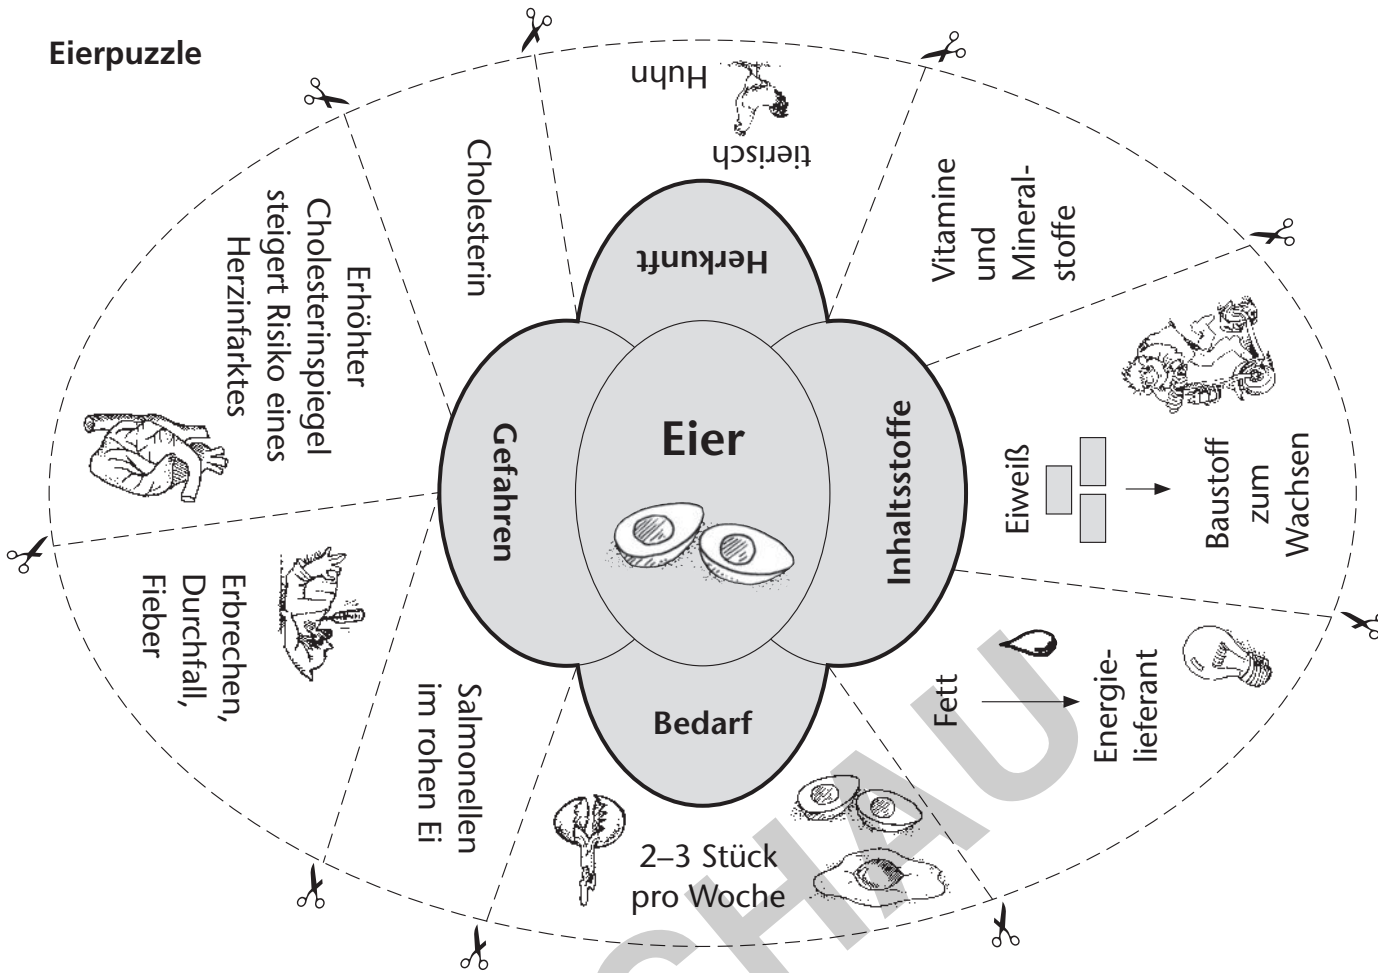 Eierpuzzle
Huhn
tierisch
Herkunft
Vitamine
und
Mineral-
stoffe
Inhaltsstoffe
Eiweiß
Baustoff
zum
Wachsen
Fett
Energie-
lieferant
Bedarf
2–3 Stück
pro Woche
Salmonellen
im rohen Ei
Erbrechen,
Durchfall,
Fieber
Gefahren
Erhöhter
Cholesterinspiegel
steigert Risiko eines
Herzinfarktes
Cholesterin
Eier
CHAU